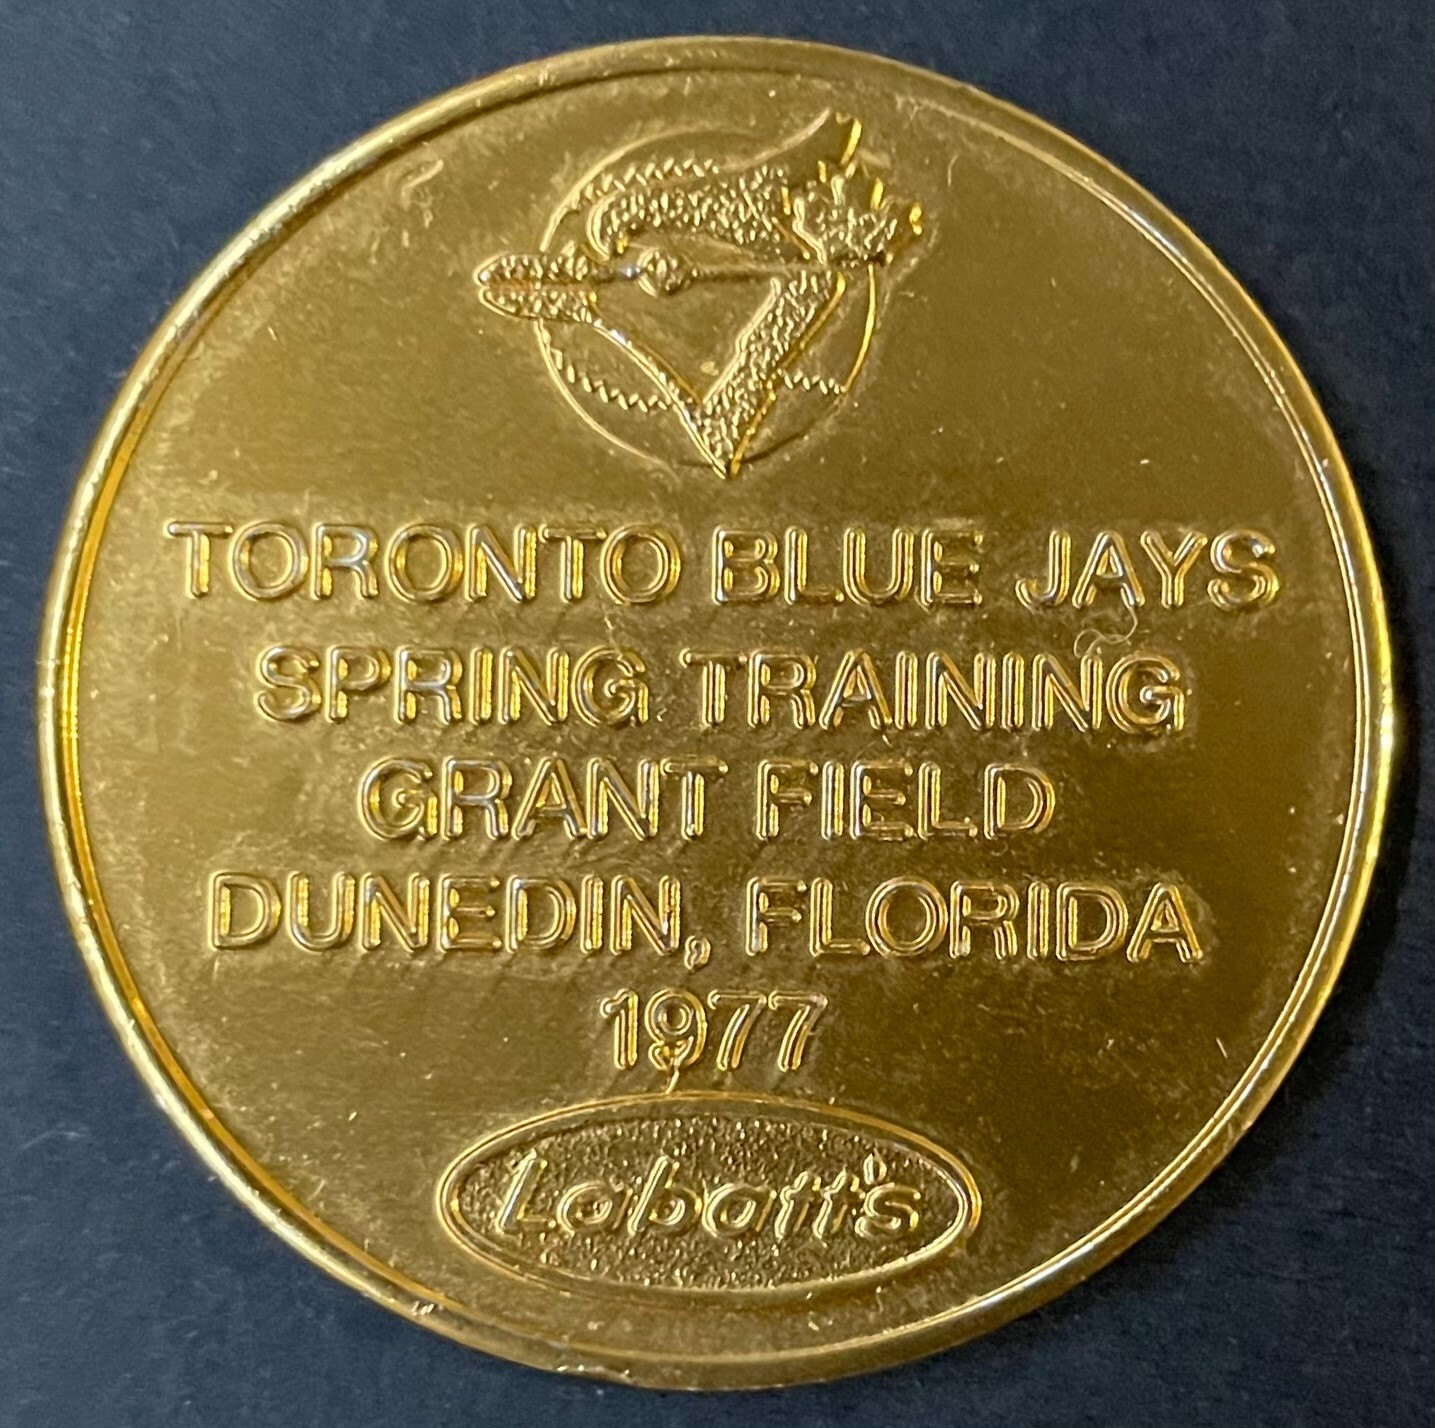 TORONTO BLUE JAYS
SPRING TRAINING
GRANT FIELD
DUNEDIN, FLORIDA
1977
Labatt's